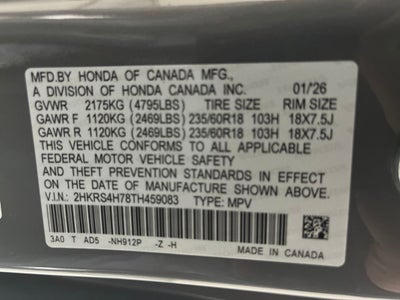 MFD.BY HONDA OF CANADA MFG.,
A DIVISION OF HONDA CANADA INC. 01/26
GVWR 2175KG (4795LBS) TIRE SIZE RIM SIZE
GAWR F 1120KG (2469LBS) 235/60R18 103H 18X7.5J
GAWR R 1120KG (2469LBS) 235/60R18 103H 18X7.5J
THIS VEHICLE CONFORMS TO ALL APPLICABLE
FEDERAL MOTOR VEHICLE SAFETY
AND THEFT PREVENTION STANDARDS IN EFFECT
ON THE DATE OF MANUFACTURE SHOWN ABOVE.
V.I.N.: 2HKRS4H78TH459083 TYPE: MPV
3A0 T AD5 -NH912P -Z -H MADE IN CANADA